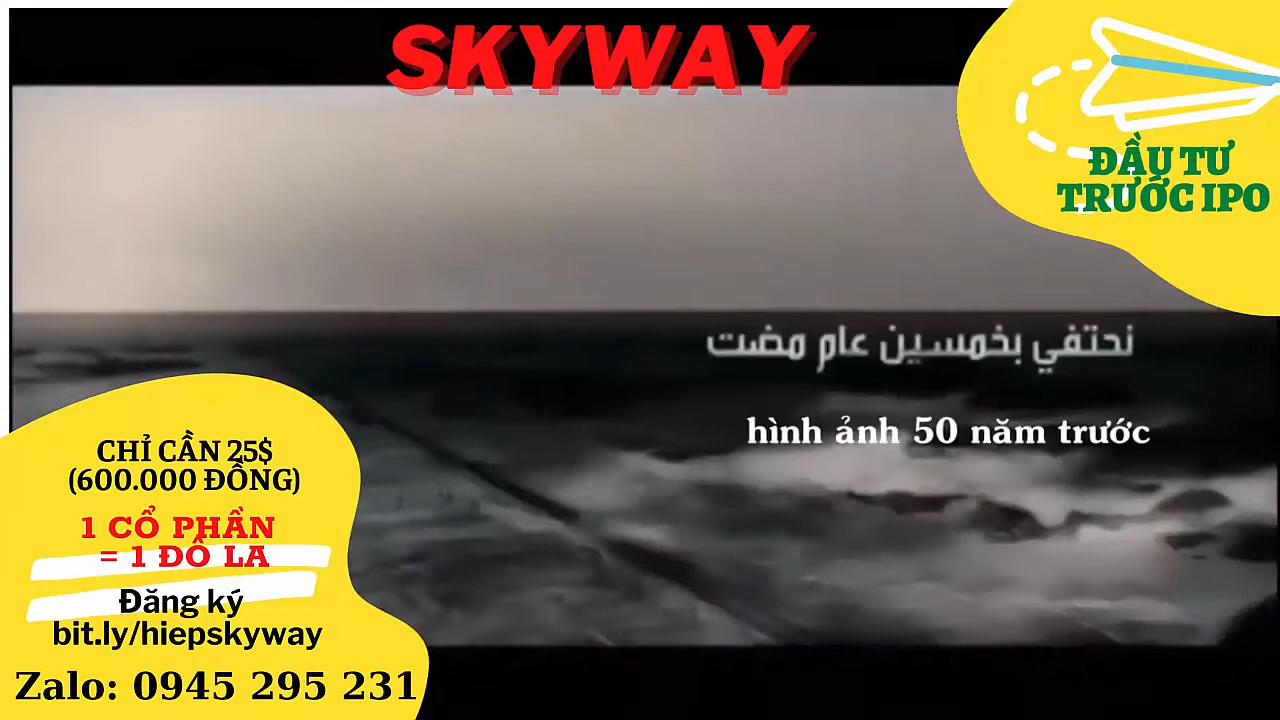 SKYWAY
ĐẦU TƯ
TRƯỚC IPO
نحتفي بخمسين عام مضت
hình ảnh 50 năm trước
CHỈ CẦN 25$
(600.000 ĐỒNG)
1 CỔ PHẦN
= 1 ĐÔ LA
Đăng ký
bit.ly/hiepskyway
Zalo: 0945 295 231